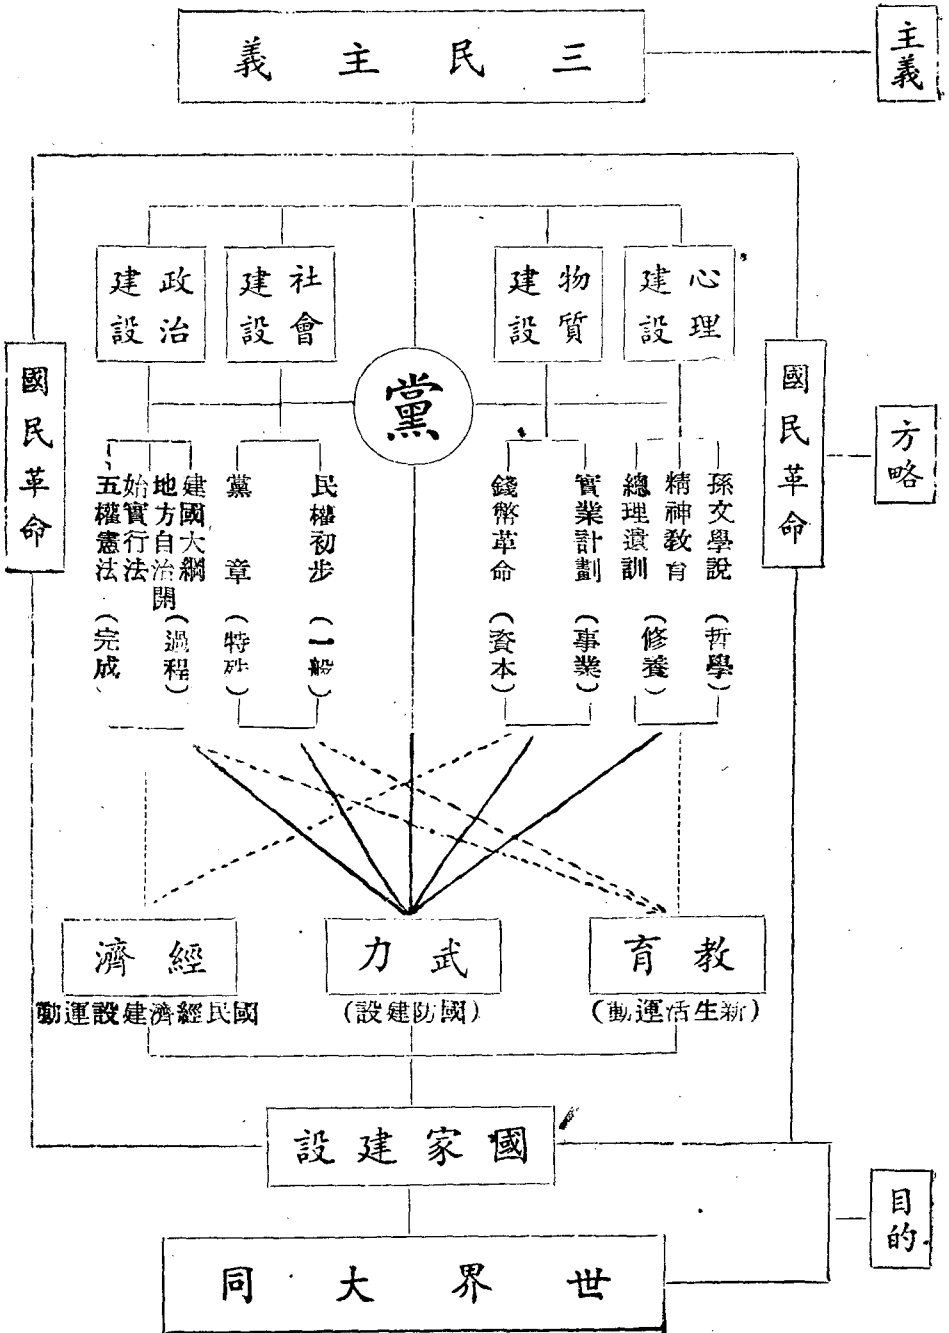 三民主義
主義
心理建設
物質建設
社會建設
政治建設
國民革命
黨
國民革命
方略
孫文學說（哲學）
精神教育
總理遺訓（修養）
實業計劃（事業）
錢幣革命（資本）
民權初步（一般）
黨章（特殊）
建國大綱
地方自治開始實行法（過程）
五權憲法（完成）
教育
（新生活運動）
武力
（國防建設）
經濟
國民經濟建設運動
國家建設
目的
世界大同